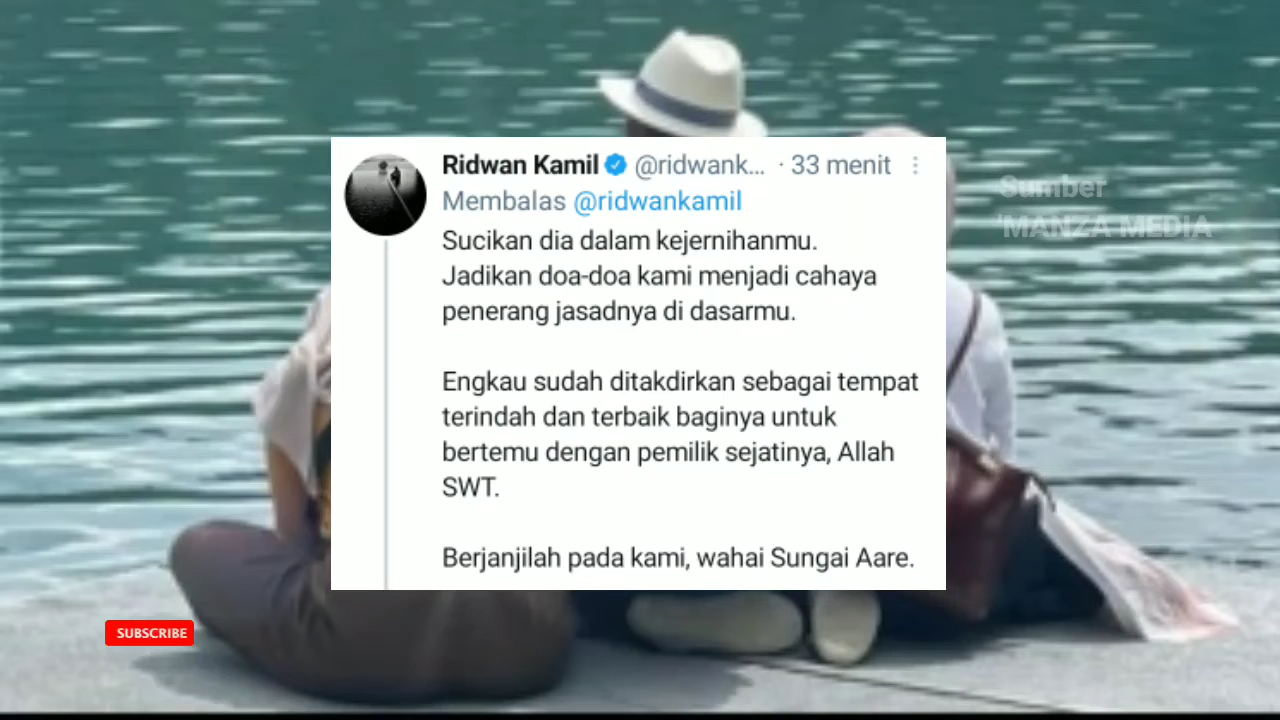 Ridwan Kamil @ridwank... · 33 menit
Membalas @ridwankamil
Sucikan dia dalam kejernihanmu.
Jadikan doa-doa kami menjadi cahaya
penerang jasadnya di dasarmu.
Engkau sudah ditakdirkan sebagai tempat
terindah dan terbaik baginya untuk
bertemu dengan pemilik sejatinya, Allah
SWT.
Berjanjilah pada kami, wahai Sungai Aare.
Sumber
'MANZA MEDIA
SUBSCRIBE